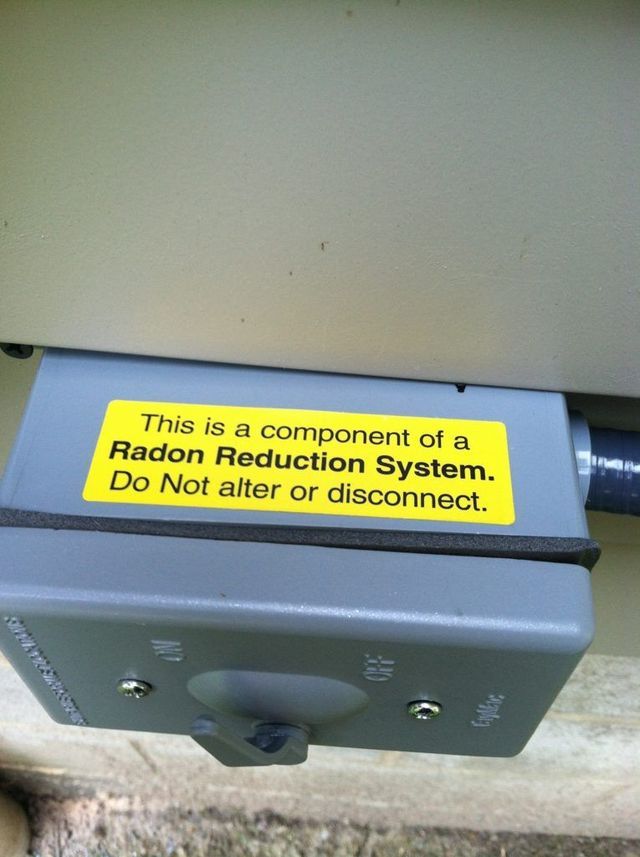 This is a component of a
Radon Reduction System.
Do Not alter or disconnect.
ON
OFF